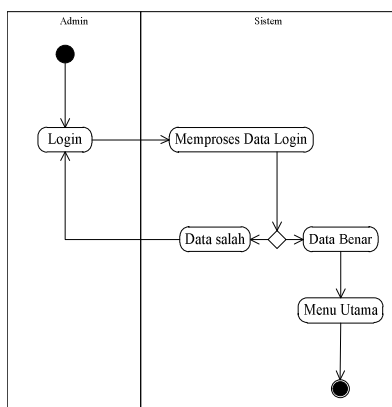 Admin
Sistem
Login
Memproses Data Login
Data salah
Data Benar
Menu Utama